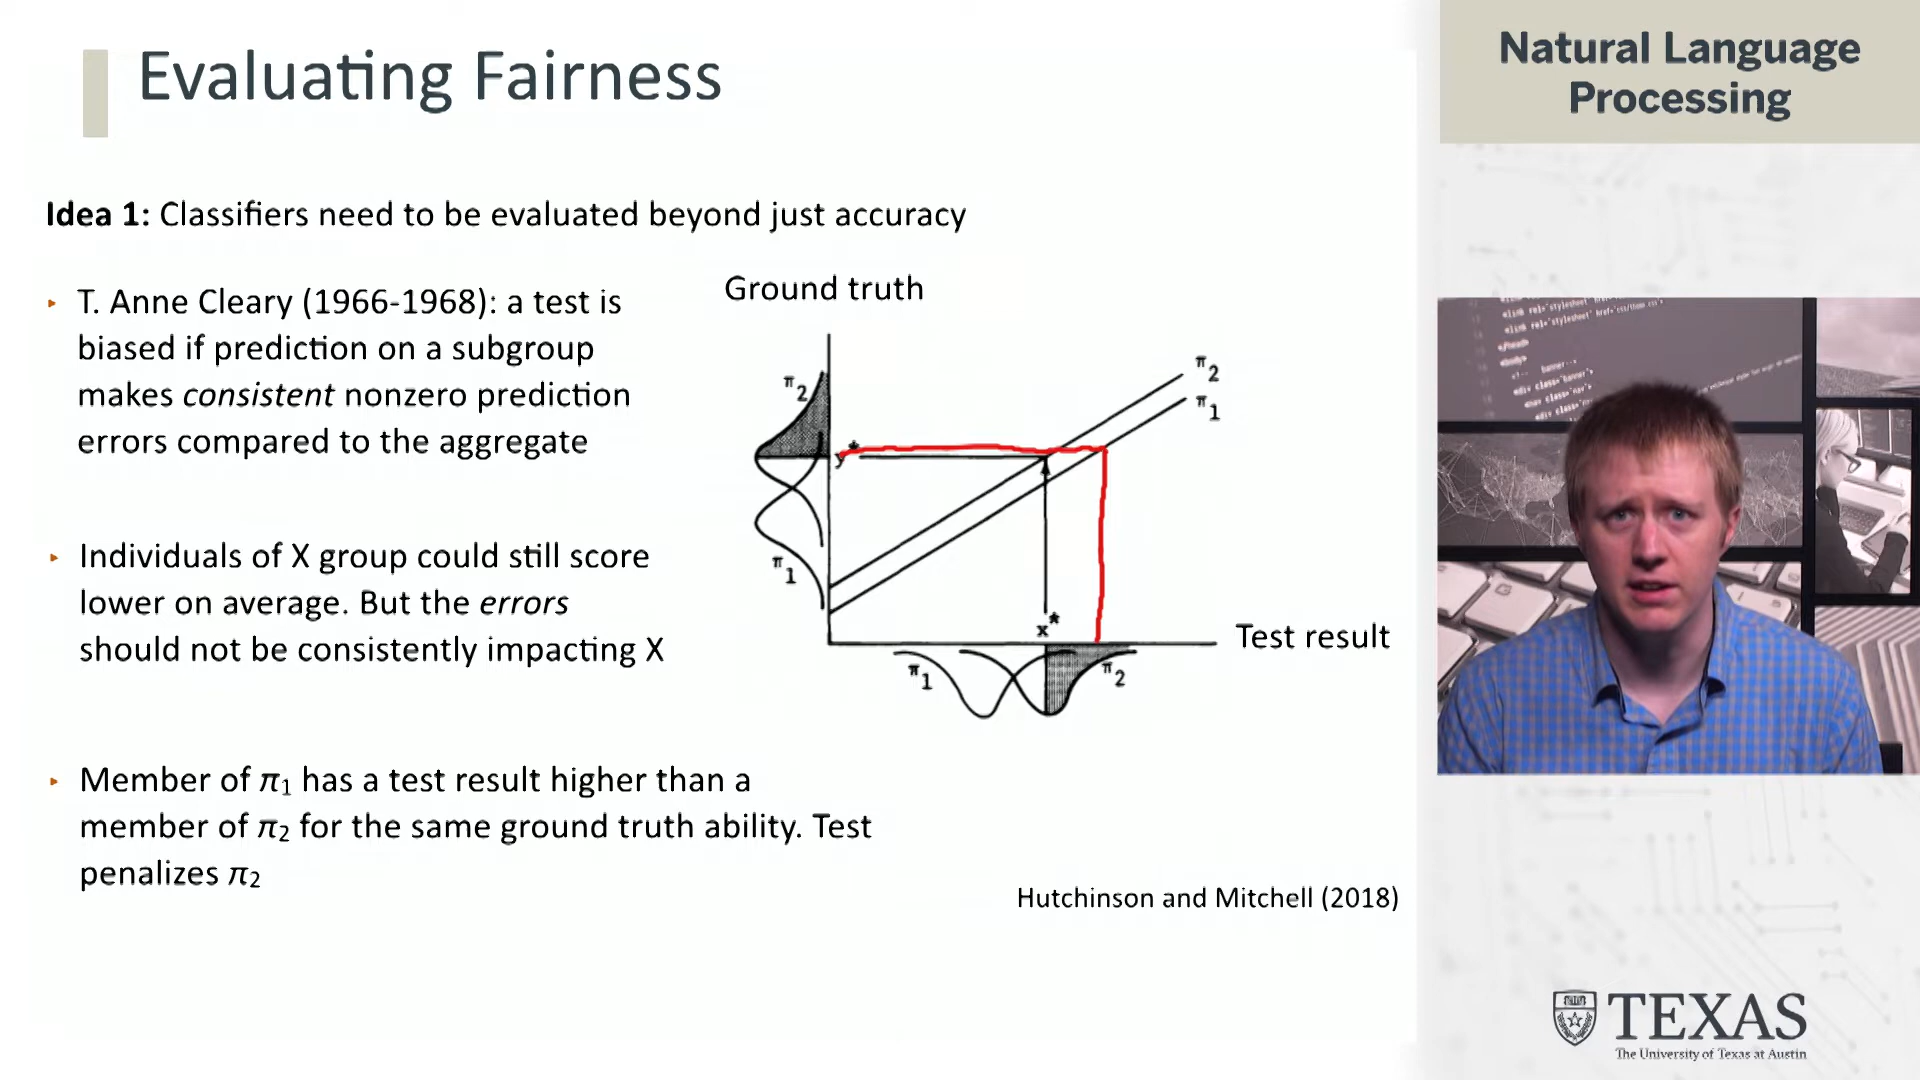 Evaluating Fairness
Natural Language
Processing
Idea 1: Classifiers need to be evaluated beyond just accuracy
T. Anne Cleary (1966-1968): a test is
biased if prediction on a subgroup
makes consistent nonzero prediction
errors compared to the aggregate
Individuals of X group could still score
lower on average. But the errors
should not be consistently impacting X
Member of π1 has a test result higher than a
member of π2 for the same ground truth ability. Test
penalizes π2
Ground truth
π2
π2
π1
y*
π1
x*
Test result
π1
π2
Hutchinson and Mitchell (2018)
TEXAS
The University of Texas at Austin